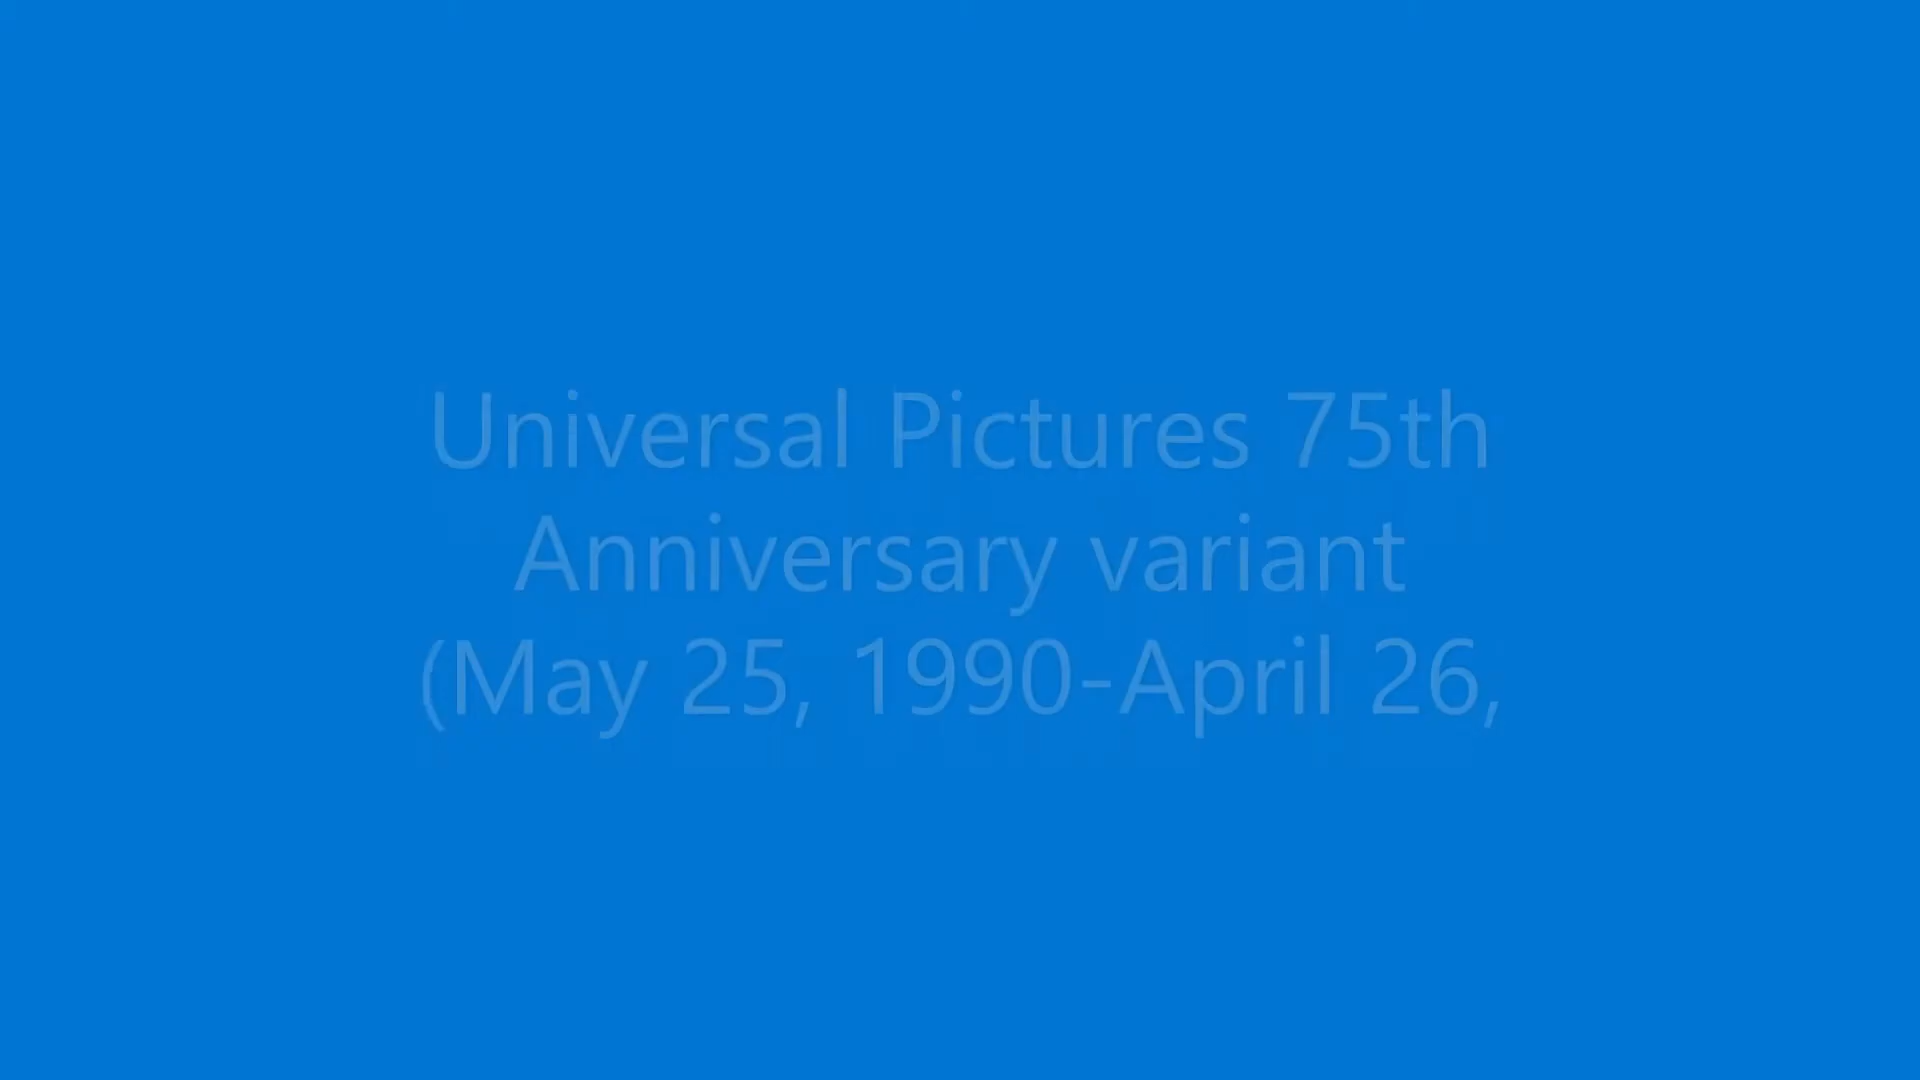 Universal Pictures 75th
Anniversary variant
(May 25, 1990-April 26,